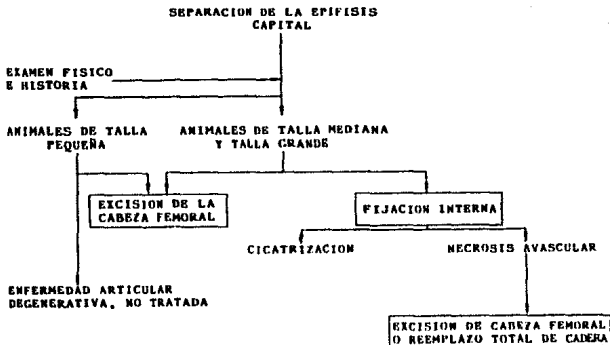 SEPARACION DE LA EPIFISIS
CAPITAL
EXAMEN FISICO
E HISTORIA
ANIMALES DE TALLA
PEQUEÑA
ANIMALES DE TALLA MEDIANA
Y TALLA GRANDE
EXCISION DE LA
CABEZA FEMORAL
FIJACION INTERNA
CICATRIZACION
NECROSIS AVASCULAR
ENFERMEDAD ARTICULAR
DEGENERATIVA, NO TRATADA
EXCISION DE CABEZA FEMORAL
O REEMPLAZO TOTAL DE CADERA